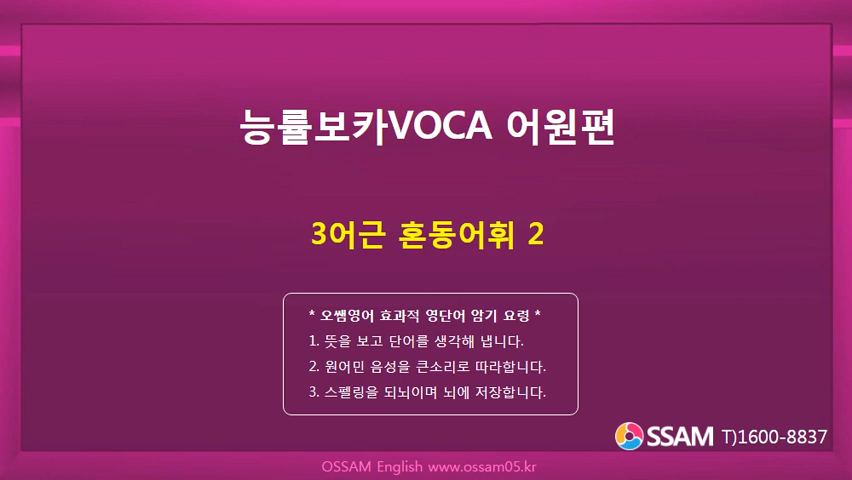 능률보카VOCA 어원편
3어근 혼동어휘 2
* 오쌤영어 효과적 영단어 암기 요령 *
1. 뜻을 보고 단어를 생각해 냅니다.
2. 원어민 음성을 큰소리로 따라합니다.
3. 스펠링을 되뇌이며 뇌에 저장합니다.
OSSAM T)1600-8837
OSSAM English www.ossam05.kr